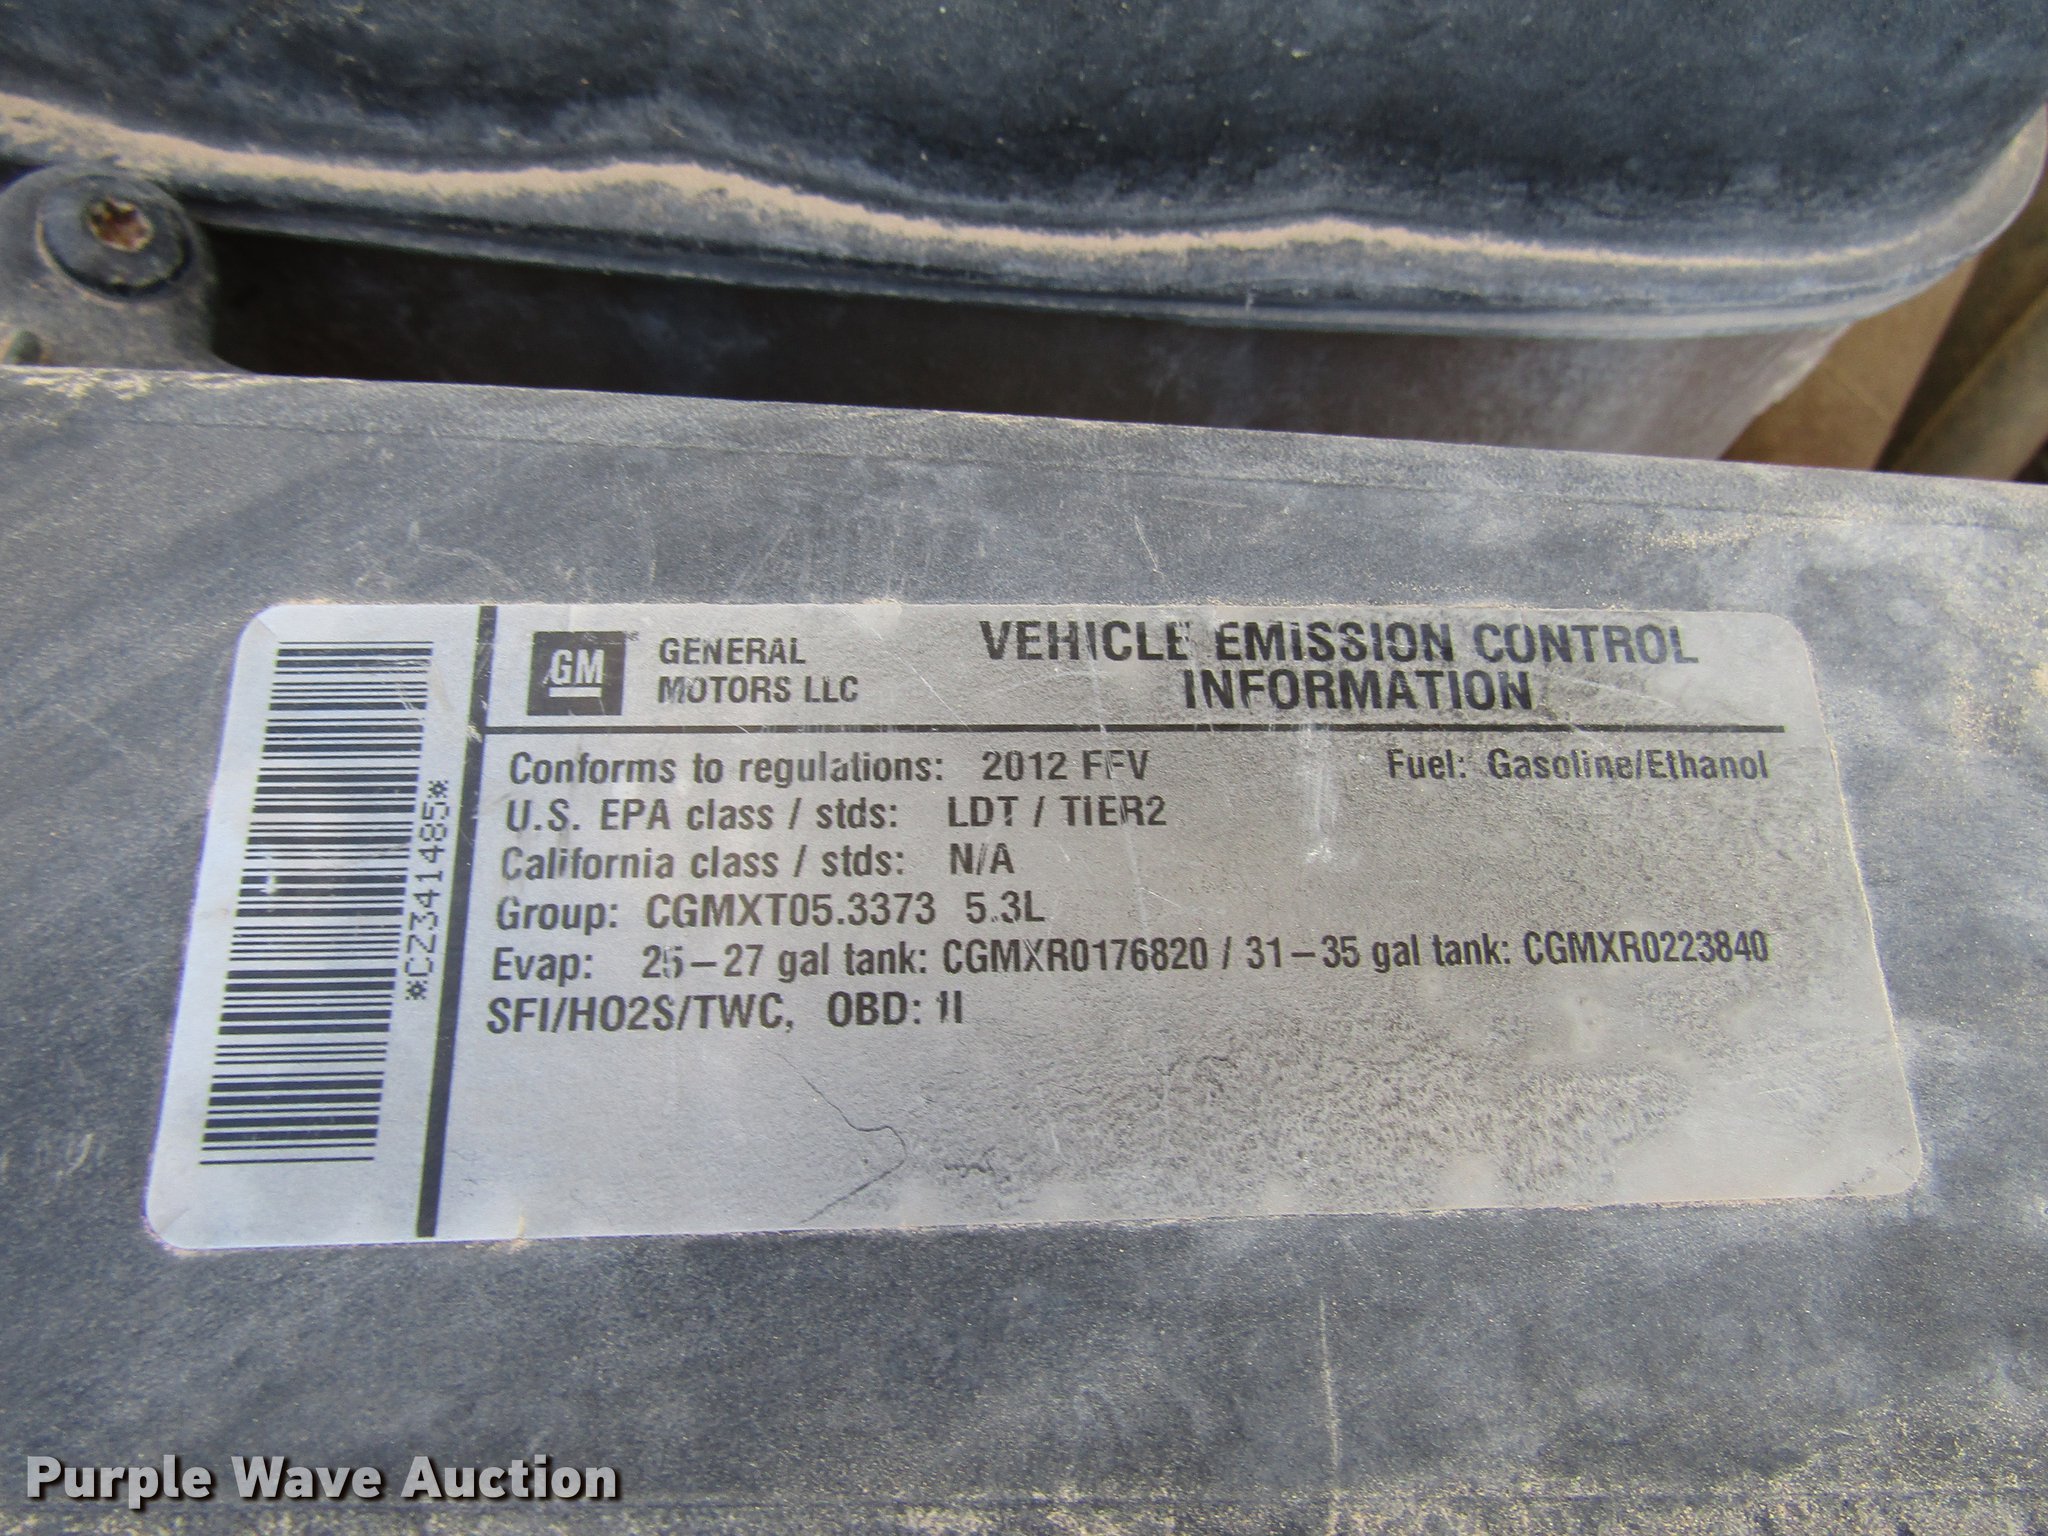 GM GENERAL MOTORS LLC
VEHICLE EMISSION CONTROL
INFORMATION
Conforms to regulations: 2012 FFV Fuel: Gasoline/Ethanol
U.S. EPA class / stds: LDT / TIER2
California class / stds: N/A
Group: CGMXT05.3373 5.3L
Evap: 25–27 gal tank: CGMXR0176820 / 31–35 gal tank: CGMXR0223840
SFI/HO2S/TWC, OBD: II
*CZ341485*
Purple Wave Auction